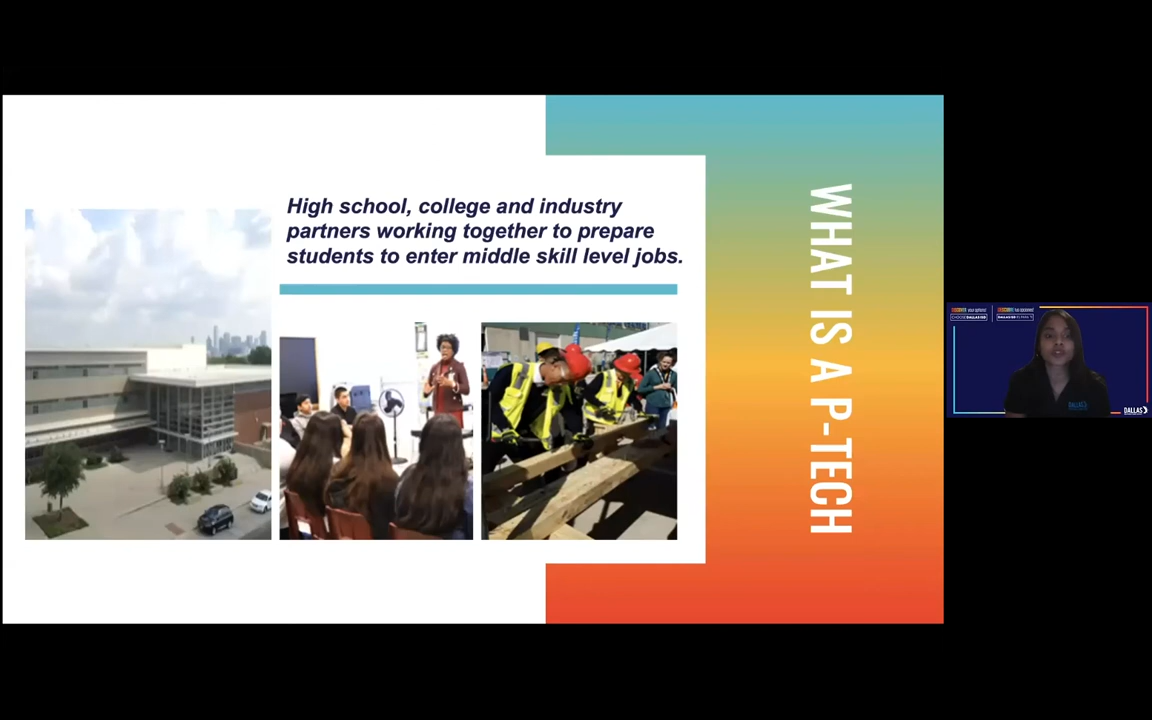 High school, college and industry
partners working together to prepare
students to enter middle skill level jobs.
WHAT IS A P-TECH
DALLAS